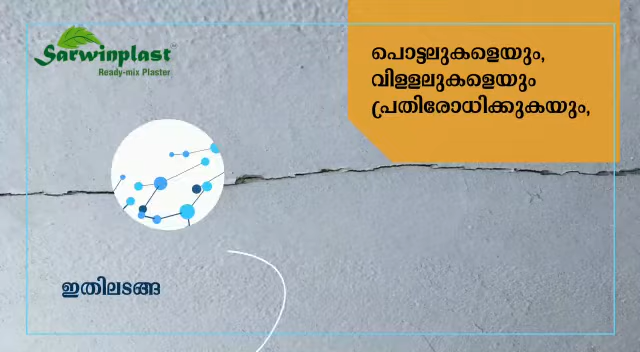 Sarwinplast
Ready-mix Plaster
പൊട്ടലുകളെയും,
വിള്ളലുകളെയും
പ്രതിരോധിക്കുകയും,
ഇതിലടങ്ങ